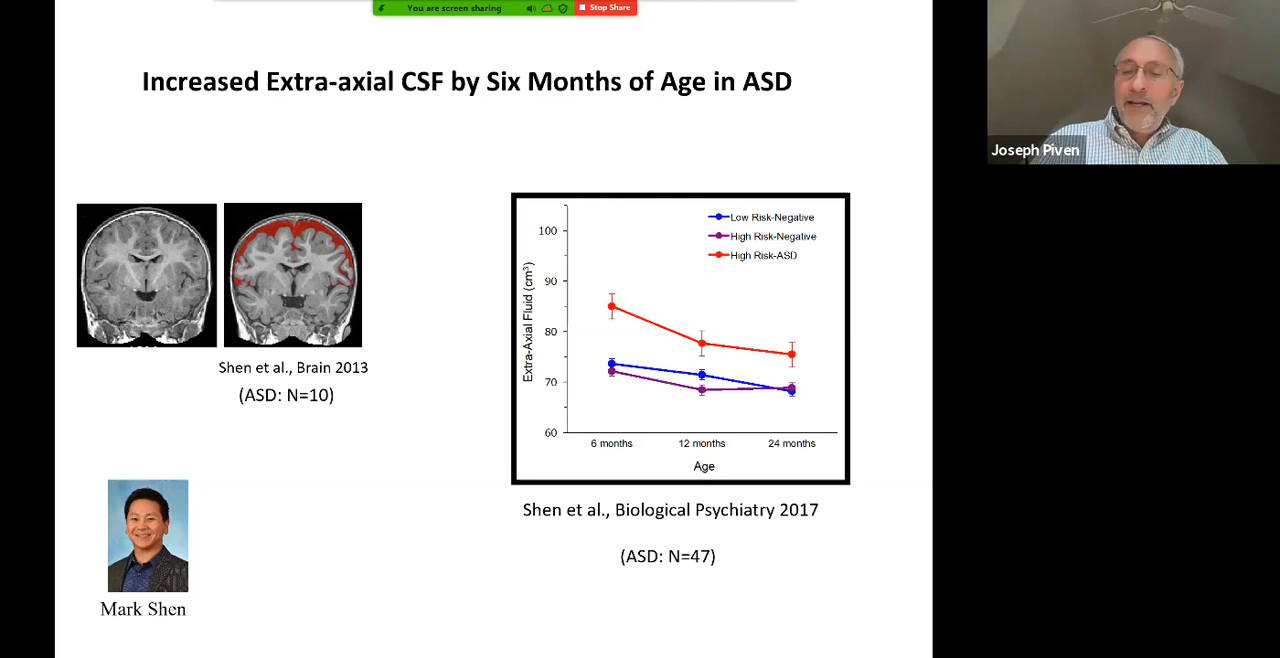 You are screen sharing
Stop Share
Increased Extra-axial CSF by Six Months of Age in ASD
Joseph Piven
Shen et al., Brain 2013
(ASD: N=10)
Low Risk-Negative
High Risk-Negative
High Risk-ASD
Extra-Axial Fluid (cm³)
100
90
80
70
60
6 months
12 months
24 months
Age
Shen et al., Biological Psychiatry 2017
(ASD: N=47)
Mark Shen